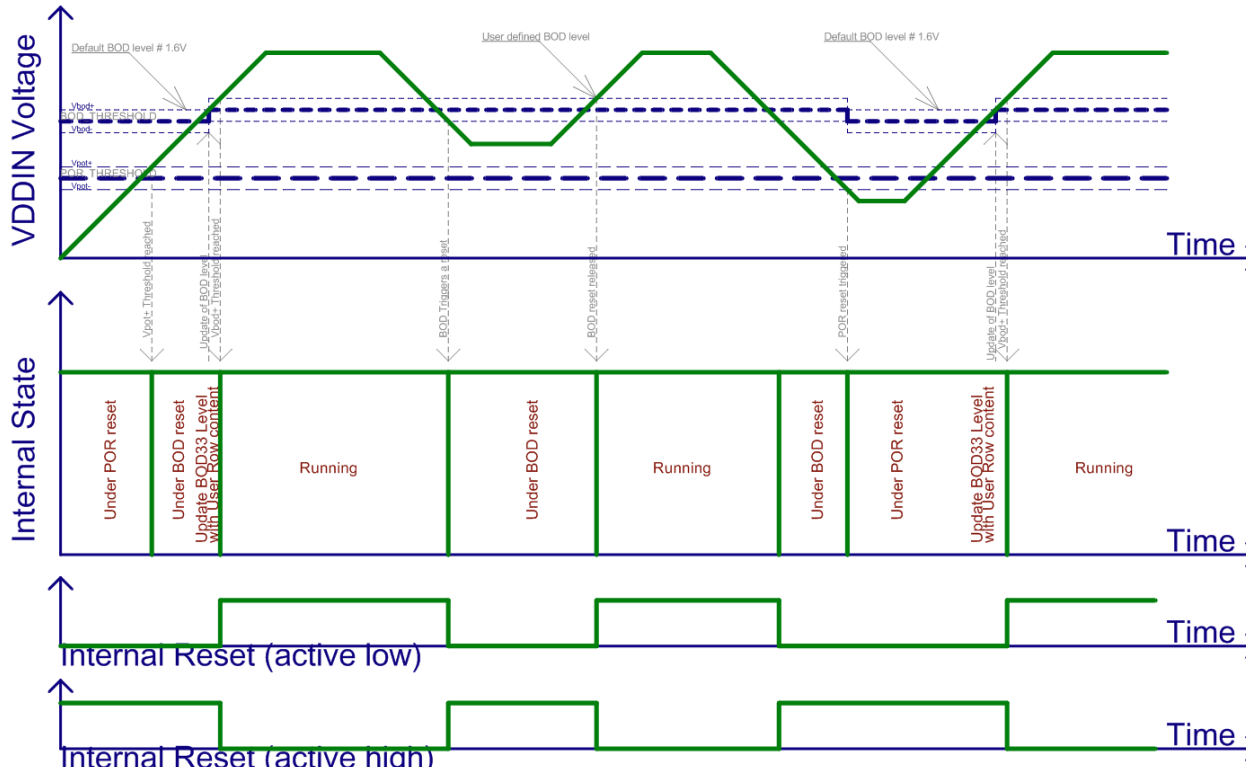 VDDIN Voltage
Default BOD level # 1.6V
User defined BOD level
Default BOD level # 1.6V
Vbod+
BOD THRESHOLD
Vbod-
Vpot+
POR THRESHOLD
Vpot-
Time
Vpot+ Threshold reached
Update of BOD level
Vbod+ Threshold reached
BOD Triggers a reset
BOD reset released
POR reset triggered
Update of BOD level
Vbod+ Threshold reached
Internal State
Under POR reset
Under BOD reset
Update BOD33 Level
with User Row content
Running
Under BOD reset
Running
Under BOD reset
Under POR reset
Update BOD33 Level
with User Row content
Running
Time
Time
Internal Reset (active low)
Time
Internal Reset (active high)